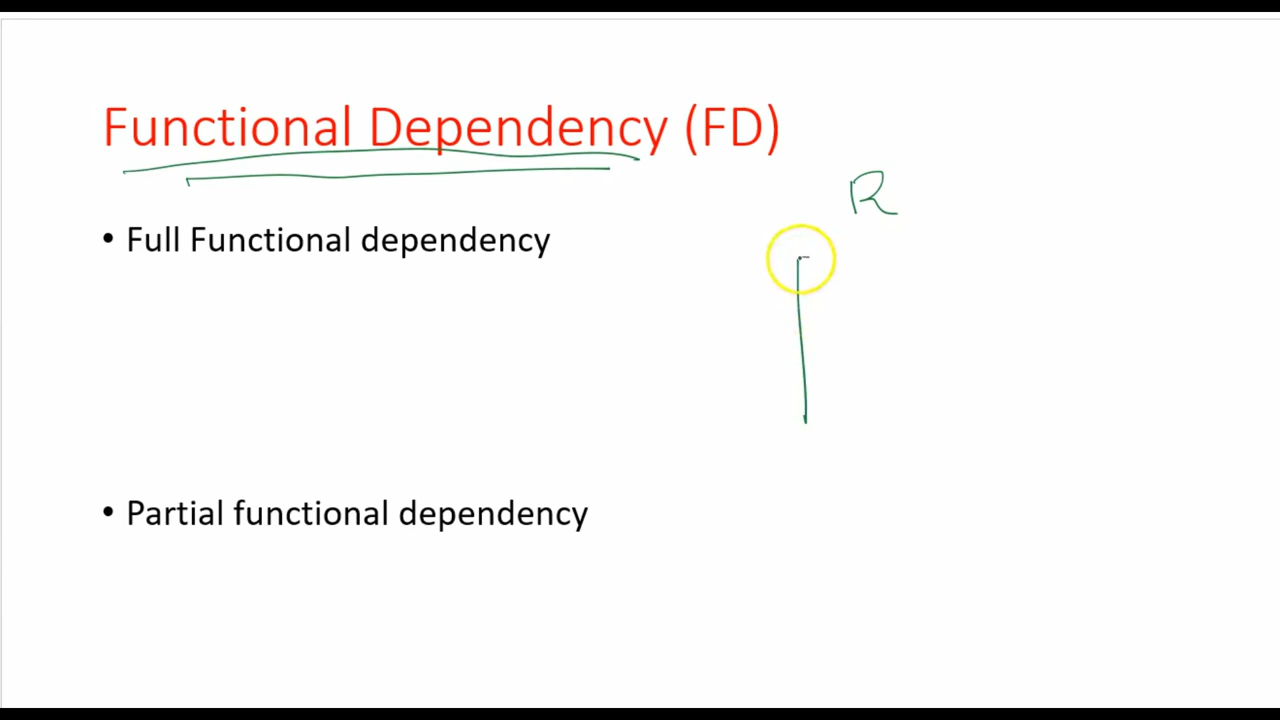 Functional Dependency (FD)
R
• Full Functional dependency
• Partial functional dependency